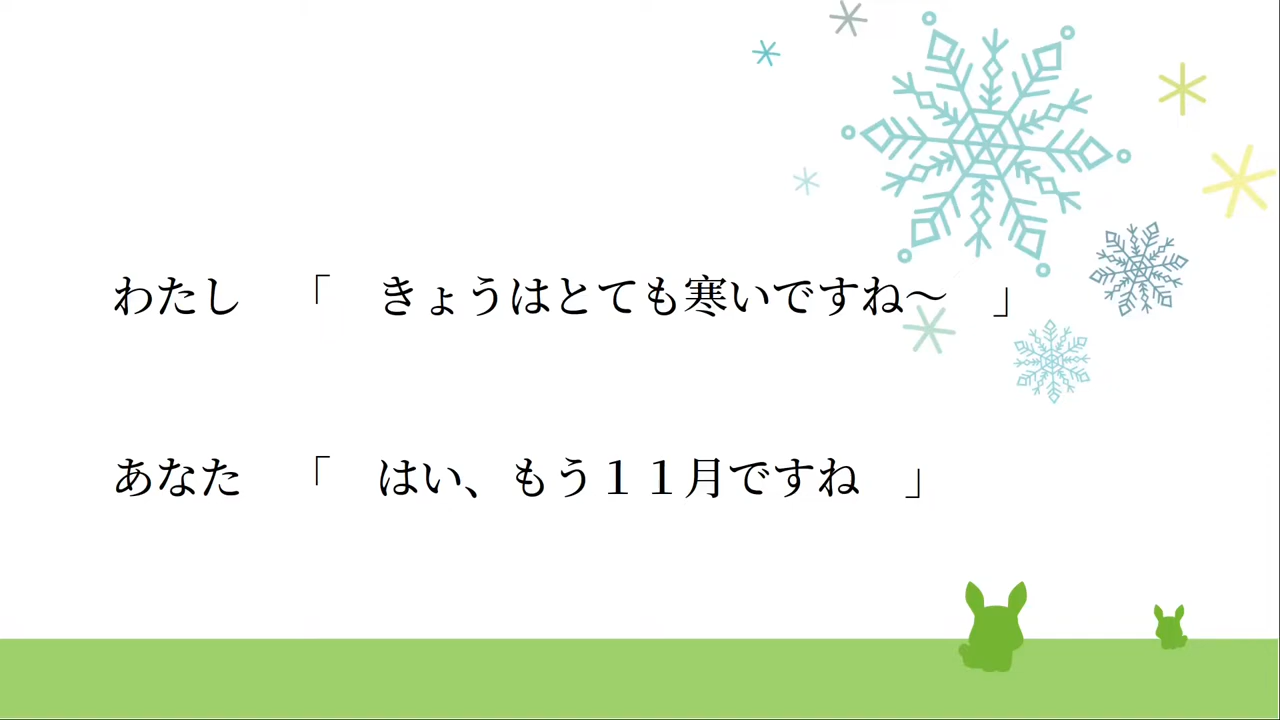 わたし　「　きょうはとても寒いですね～　」
あなた　「　はい、もう１１月ですね　」